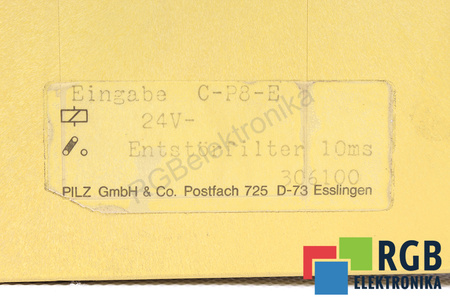 Eingabe C-P8-E
24V-
Entstörfilter 10ms
306100
PILZ GmbH & Co. Postfach 725 D-73 Esslingen
RGBelektronika
RGB
ELEKTRONIKA